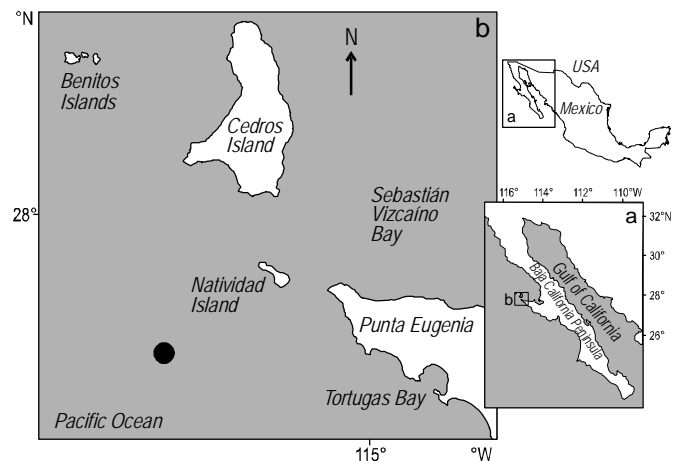 °N
b
N
Benitos
Islands
Cedros
Island
Sebastián
Vizcaíno
Bay
28°
Natividad
Island
Punta Eugenia
Tortugas Bay
Pacific Ocean
115°
°W
USA
Mexico
a
116° 114° 112° 110°W
a
32°N
30°
28°
26°
Gulf of California
Baja California
Peninsula
b